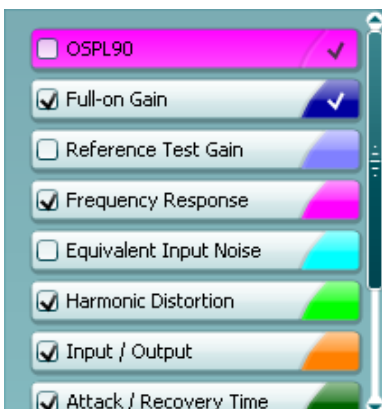 OSPL90
Full-on Gain
Reference Test Gain
Frequency Response
Equivalent Input Noise
Harmonic Distortion
Input / Output
Attack / Recovery Time